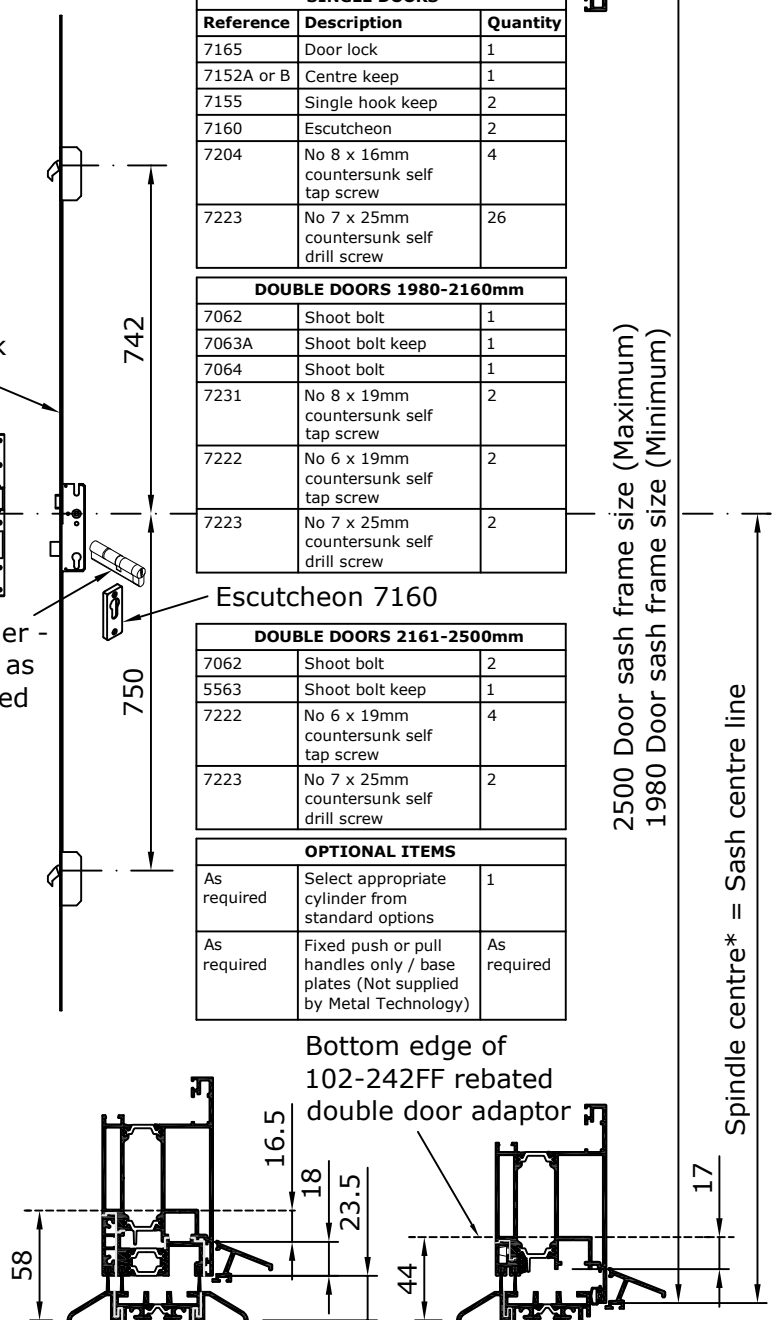 SINGLE DOORS
Reference Description Quantity
7165 Door lock 1
7152A or B Centre keep 1
7155 Single hook keep 2
7160 Escutcheon 2
7204 No 8 x 16mm 4
countersunk self
tap screw
7223 No 7 x 25mm 26
countersunk self
drill screw
DOUBLE DOORS 1980-2160mm
7062 Shoot bolt 1
7063A Shoot bolt keep 1
7064 Shoot bolt 1
7231 No 8 x 19mm 2
countersunk self
tap screw
7222 No 6 x 19mm 2
countersunk self
tap screw
7223 No 7 x 25mm 2
countersunk self
drill screw
Escutcheon 7160
DOUBLE DOORS 2161-2500mm
7062 Shoot bolt 2
5563 Shoot bolt keep 1
7222 No 6 x 19mm 4
countersunk self
tap screw
7223 No 7 x 25mm 2
countersunk self
drill screw
OPTIONAL ITEMS
As Select appropriate 1
required cylinder from
standard options
As Fixed push or pull As
required handles only / base required
plates (Not supplied
by Metal Technology)
742
750
k
er -
as
ed
2500 Door sash frame size (Maximum)
1980 Door sash frame size (Minimum)
Spindle centre* = Sash centre line
Bottom edge of
102-242FF rebated
double door adaptor
58
16.5
18
23.5
44
17